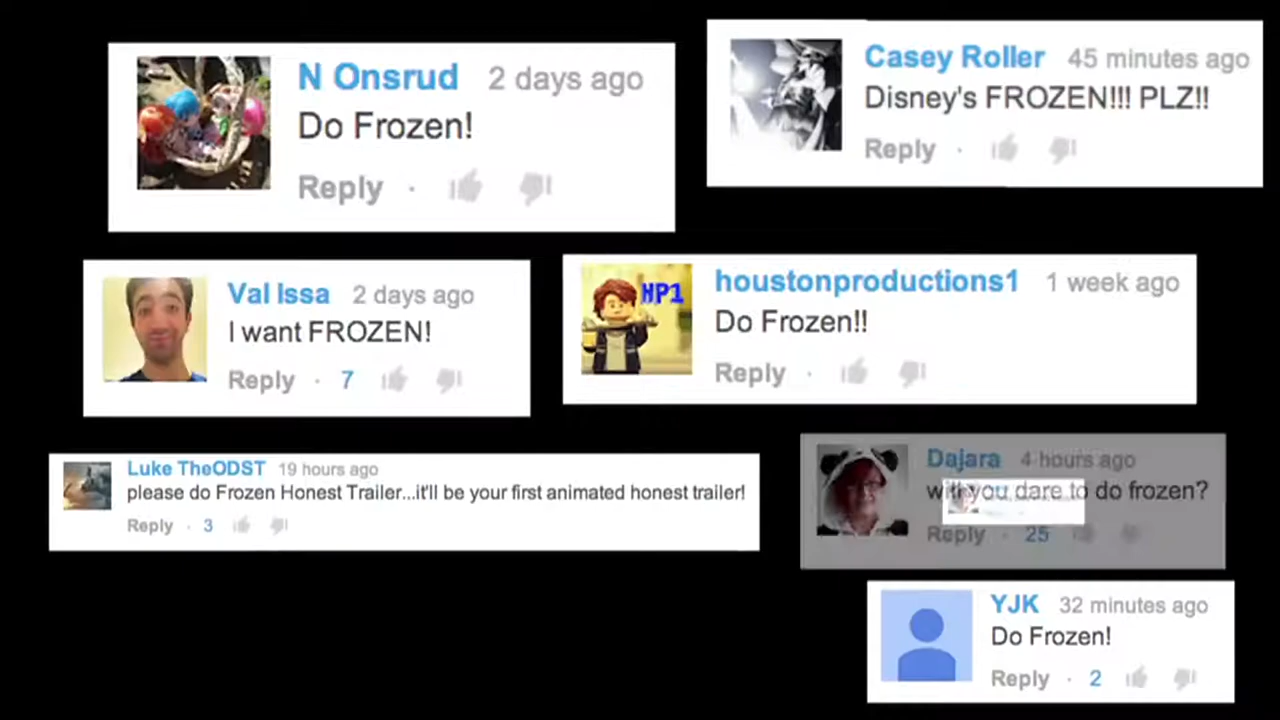 N Onsrud 2 days ago
Do Frozen!
Reply ·
Casey Roller 45 minutes ago
Disney's FROZEN!!! PLZ!!
Reply ·
Val Issa 2 days ago
I want FROZEN!
Reply · 7
HP1
houstonproductions1 1 week ago
Do Frozen!!
Reply ·
Luke TheODST 19 hours ago
please do Frozen Honest Trailer...it'll be your first animated honest trailer!
Reply · 3
Dajara 4 hours ago
will you dare to do frozen?
Reply · 25
YJK 32 minutes ago
Do Frozen!
Reply · 2